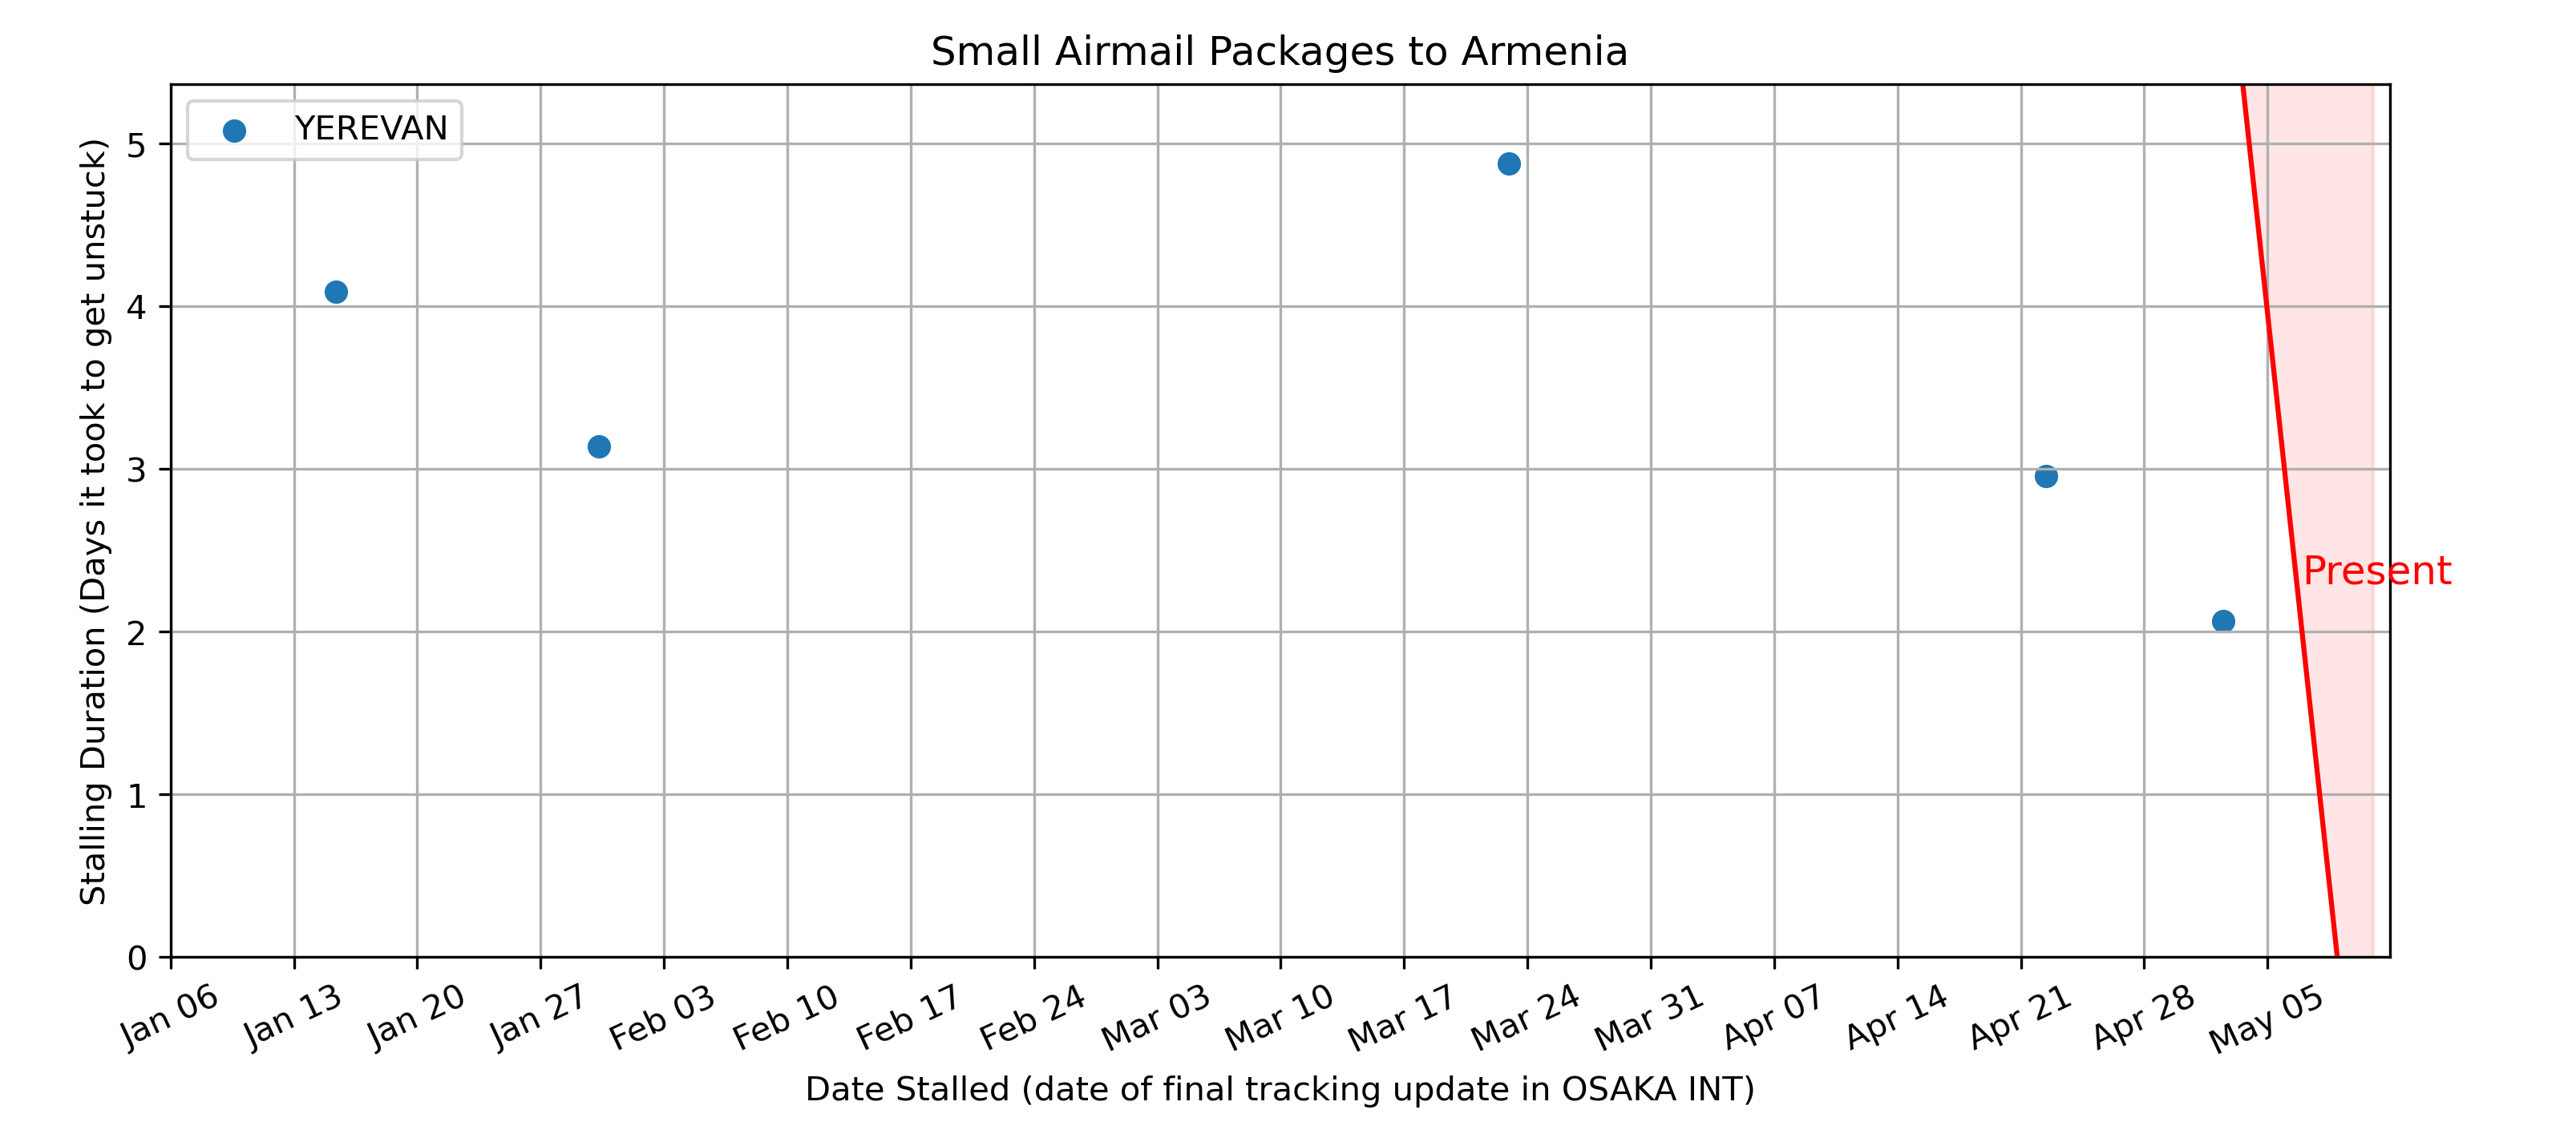 Small Airmail Packages to Armenia
YEREVAN
Stalling Duration (Days it took to get unstuck)
5
4
3
2
1
0
Present
Jan 06
Jan 13
Jan 20
Jan 27
Feb 03
Feb 10
Feb 17
Feb 24
Mar 03
Mar 10
Mar 17
Mar 24
Mar 31
Apr 07
Apr 14
Apr 21
Apr 28
May 05
Date Stalled (date of final tracking update in OSAKA INT)